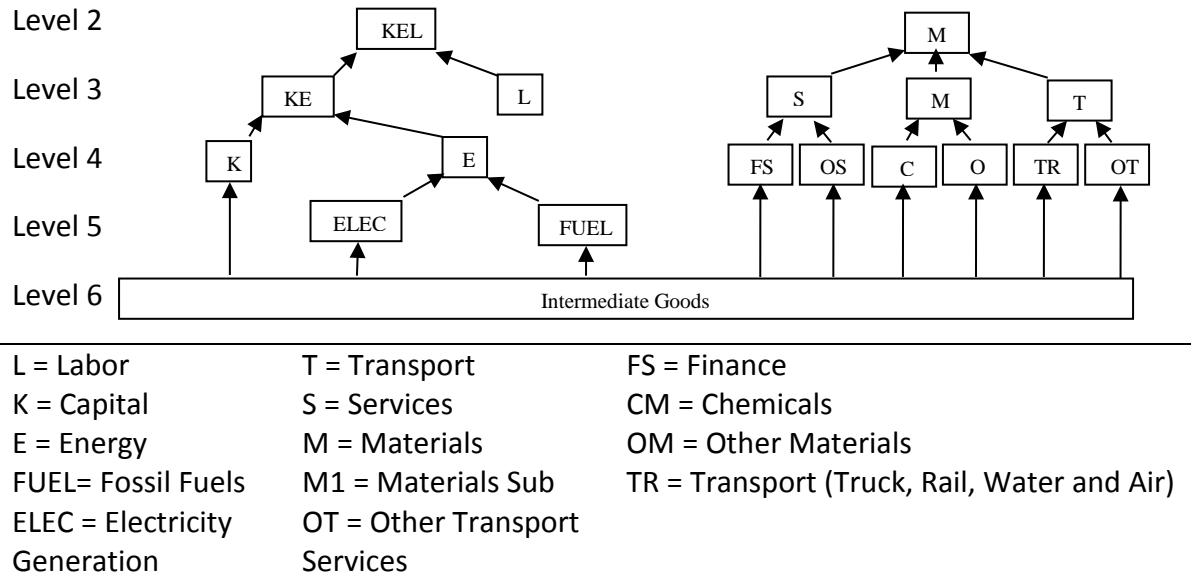 Level 2 KEL M
Level 3 KE L S M T
Level 4 K E FS OS C O TR OT
Level 5 ELEC FUEL
Level 6 Intermediate Goods
L = Labor T = Transport FS = Finance
K = Capital S = Services CM = Chemicals
E = Energy M = Materials OM = Other Materials
FUEL= Fossil Fuels M1 = Materials Sub TR = Transport (Truck, Rail, Water and Air)
ELEC = Electricity OT = Other Transport
Generation Services